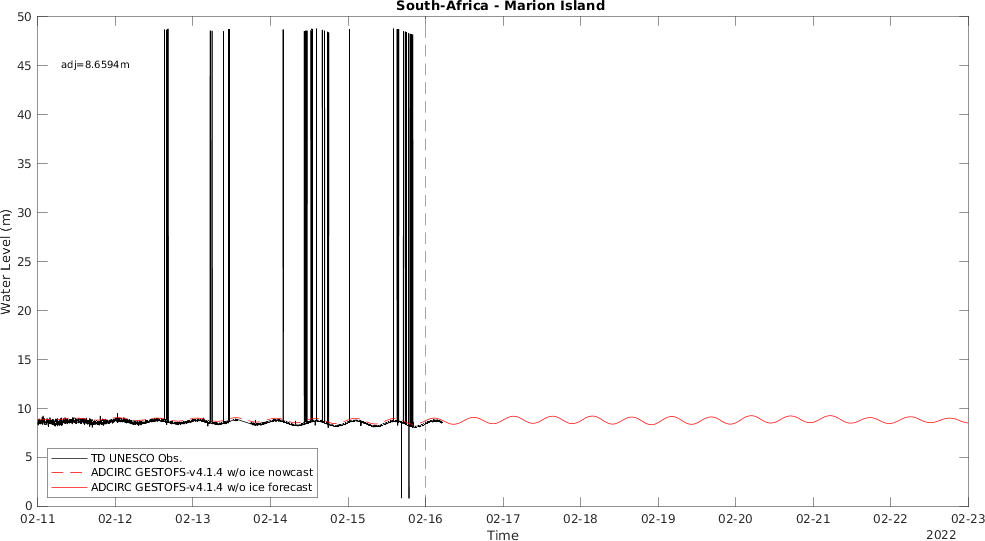 South-Africa - Marion Island
50
45
40
35
30
25
20
15
10
5
0
Water Level (m)
adj=8.6594m
TD UNESCO Obs.
ADCIRC GESTOFS-v4.1.4 w/o ice nowcast
ADCIRC GESTOFS-v4.1.4 w/o ice forecast
02-11 02-12 02-13 02-14 02-15 02-16 02-17 02-18 02-19 02-20 02-21 02-22 02-23
Time
2022